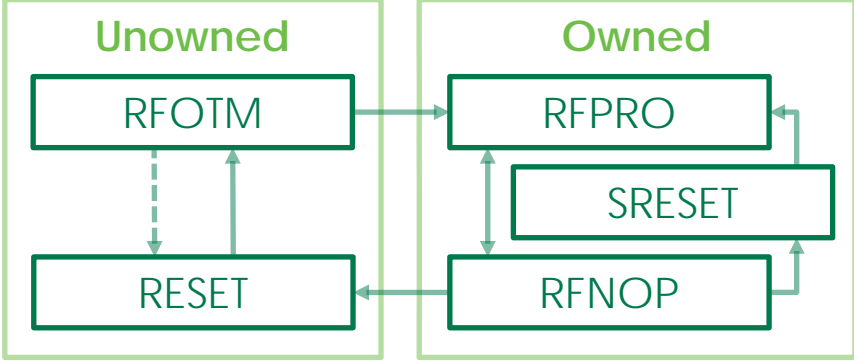 Unowned
Owned
RFOTM
RFPRO
SRESET
RESET
RFNOP